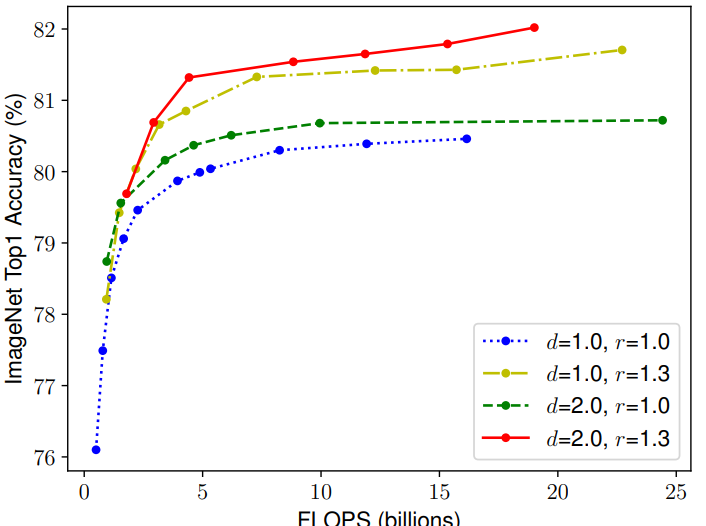 82
81
80
79
78
77
76
ImageNet Top1 Accuracy (%)
d=1.0, r=1.0
d=1.0, r=1.3
d=2.0, r=1.0
d=2.0, r=1.3
0 5 10 15 20 25
FLOPS (billions)